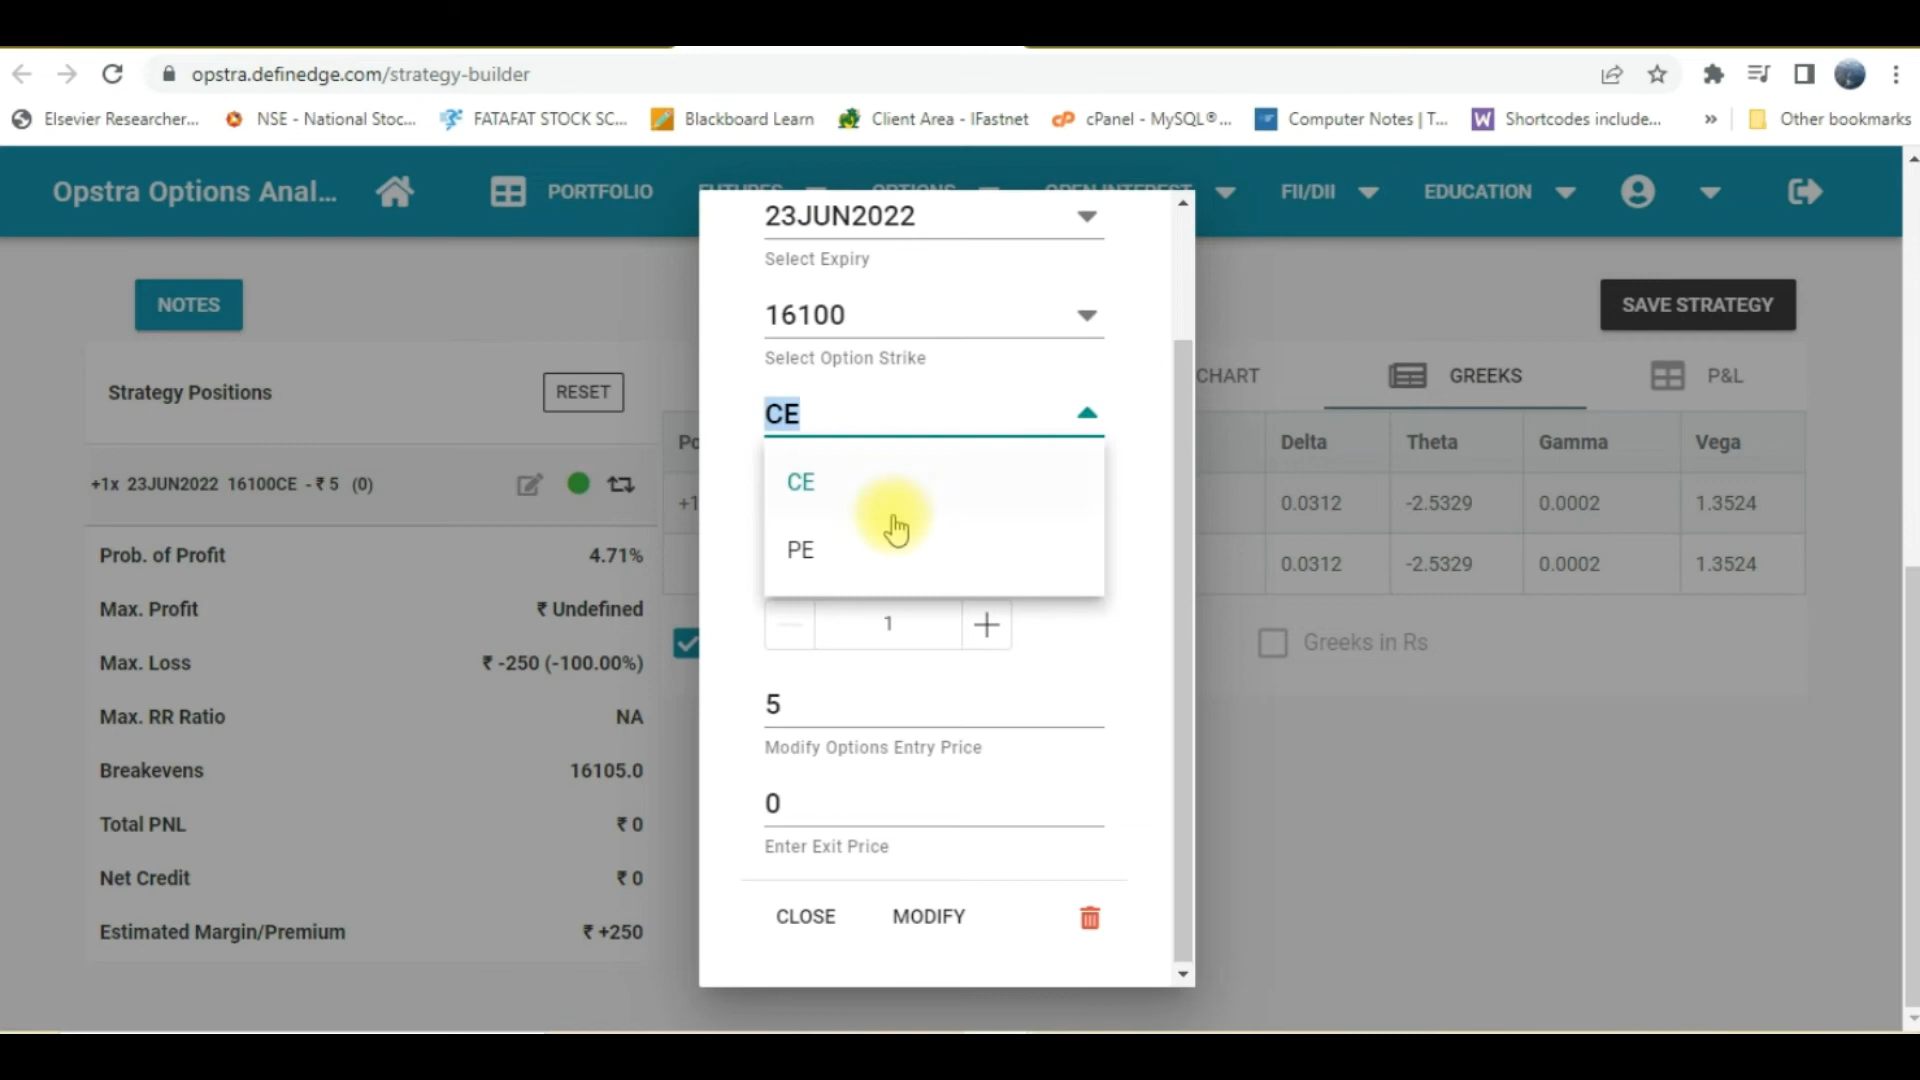 opstra.definedge.com/strategy-builder
Elsevier Researcher... NSE - National Stoc... FATAFAT STOCK SC... Blackboard Learn Client Area - IFastnet cPanel - MySQL®... Computer Notes | T... Shortcodes include... » Other bookmarks
Opstra Options Anal... PORTFOLIO FUTURES OPTIONS OPEN INTEREST FII/DII EDUCATION
NOTES
SAVE STRATEGY
Strategy Positions RESET
+1x 23JUN2022 16100CE - ₹ 5 (0)
Prob. of Profit 4.71%
Max. Profit ₹ Undefined
Max. Loss ₹ -250 (-100.00%)
Max. RR Ratio NA
Breakevens 16105.0
Total PNL ₹ 0
Net Credit ₹ 0
Estimated Margin/Premium ₹ +250
23JUN2022
Select Expiry
16100
Select Option Strike
CE
CE
PE
1
5
Modify Options Entry Price
0
Enter Exit Price
CLOSE MODIFY
CHART GREEKS P&L
Po Delta Theta Gamma Vega
+1 0.0312 -2.5329 0.0002 1.3524
0.0312 -2.5329 0.0002 1.3524
Greeks in Rs